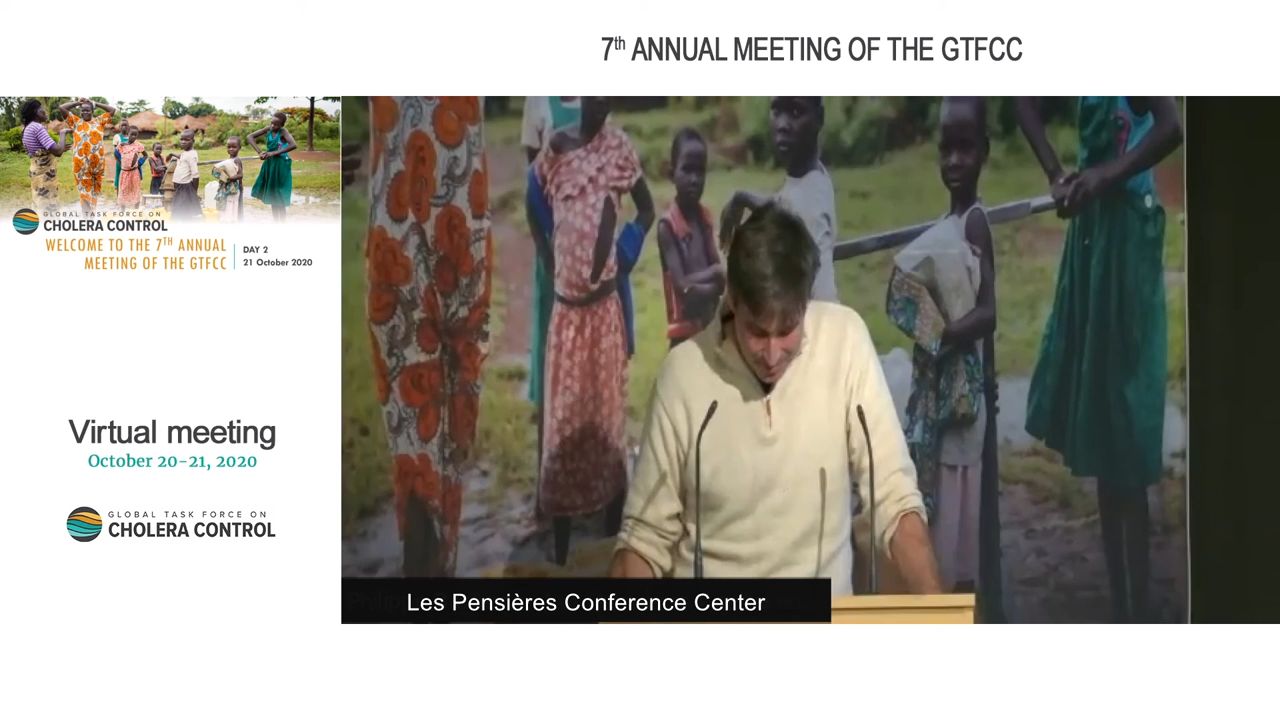 7th ANNUAL MEETING OF THE GTFCC
GLOBAL TASK FORCE ON
CHOLERA CONTROL
WELCOME TO THE 7TH ANNUAL
MEETING OF THE GTFCC
DAY 2
21 October 2020
Virtual meeting
October 20-21, 2020
GLOBAL TASK FORCE ON
CHOLERA CONTROL
Les Pensières Conference Center